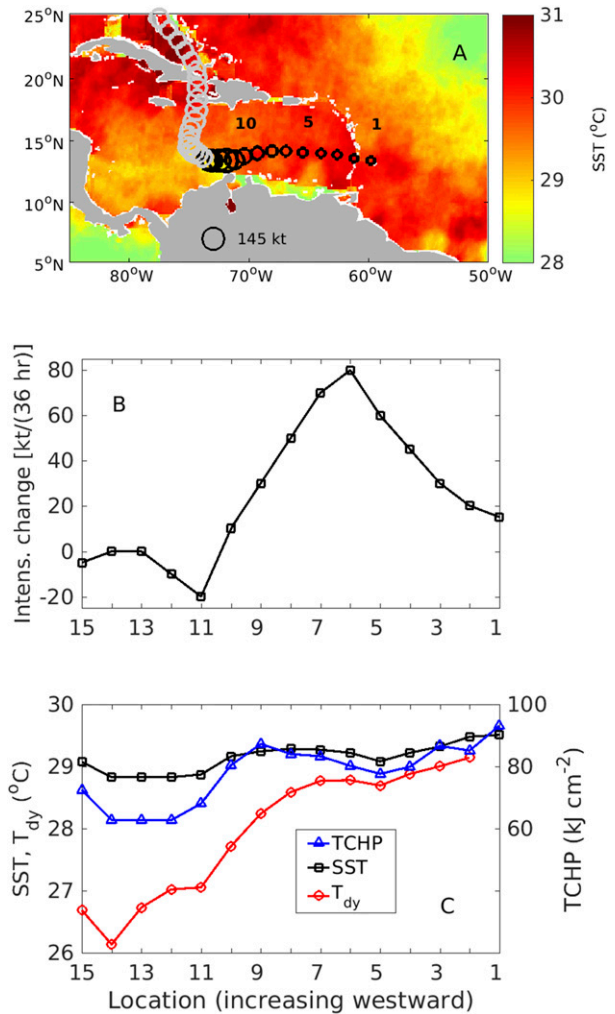 25°N
20°N
15°N
10°N
5°N
A
10 5 1
145 kt
80°W 70°W 60°W 50°W
31
30
29
28
SST (°C)
B
Intens. change [kt/(36 hr)]
80
60
40
20
0
-20
15 13 11 9 7 5 3 1
30
29
28
27
26
SST, T_dy (°C)
100
80
60
TCHP (kJ cm⁻²)
TCHP
SST
T_dy
C
15 13 11 9 7 5 3 1
Location (increasing westward)